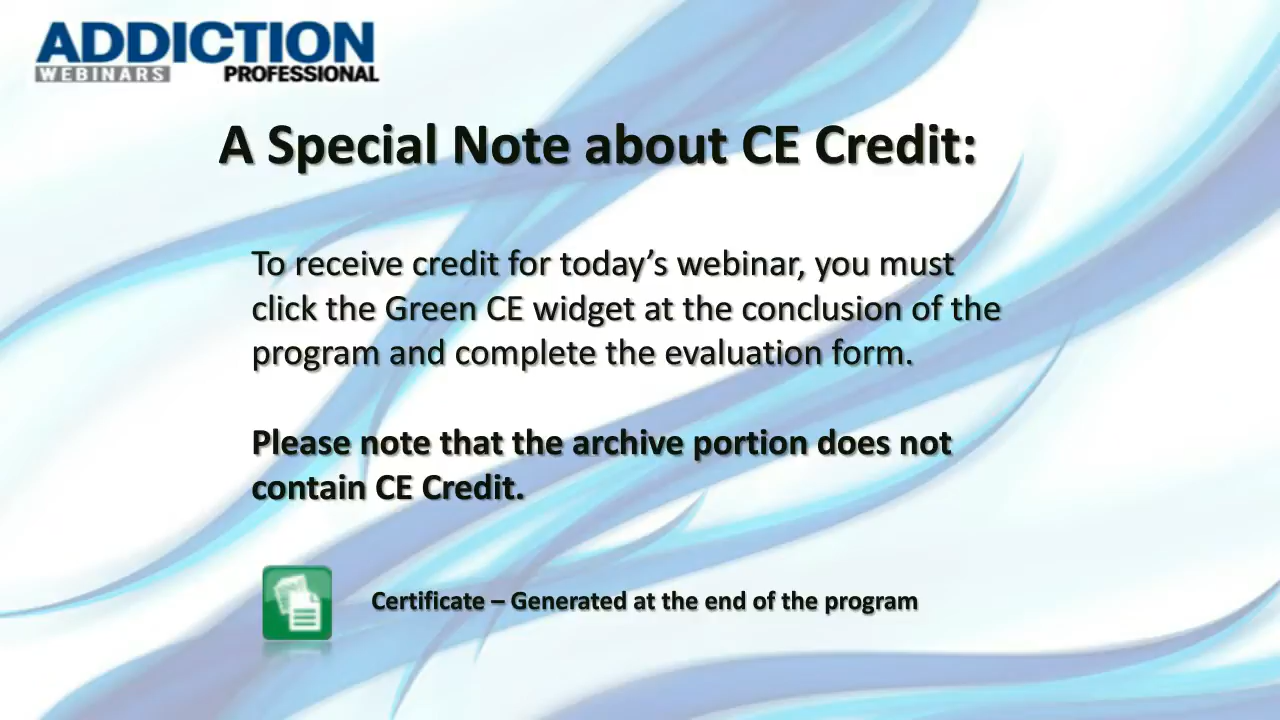 ADDICTION
WEBINARS PROFESSIONAL
A Special Note about CE Credit:
To receive credit for today’s webinar, you must
click the Green CE widget at the conclusion of the
program and complete the evaluation form.
Please note that the archive portion does not
contain CE Credit.
Certificate – Generated at the end of the program